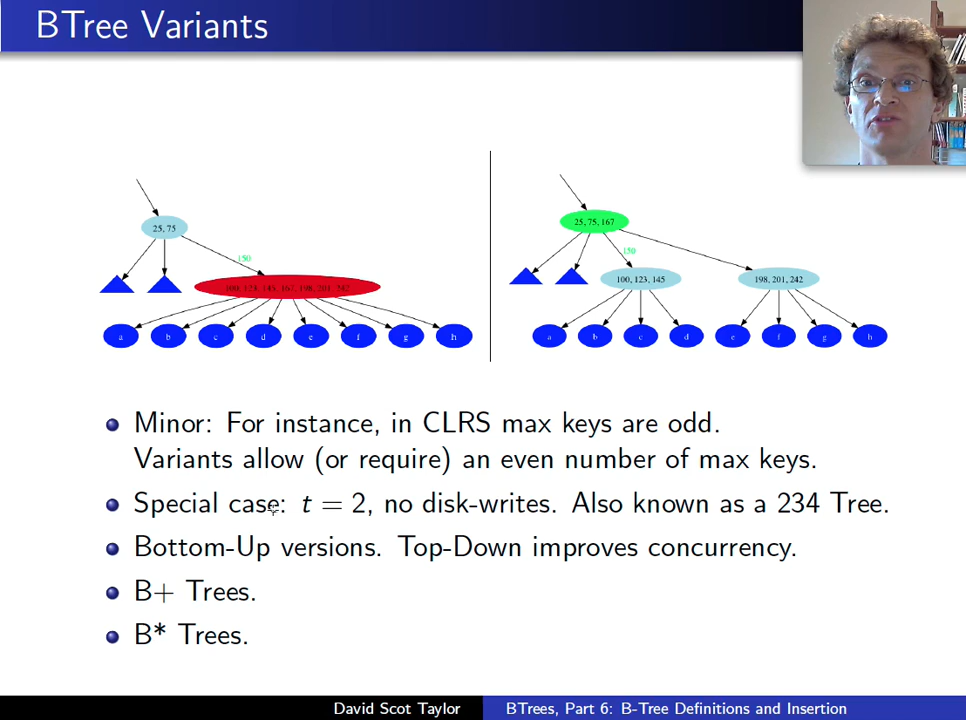 BTree Variants
25, 75
150
100, 123, 145, 167, 198, 201, 242
a b c d e f g h
25, 75, 167
150
100, 123, 145
198, 201, 242
a b c d e f g h
Minor: For instance, in CLRS max keys are odd.
Variants allow (or require) an even number of max keys.
Special case: t = 2, no disk-writes. Also known as a 234 Tree.
Bottom-Up versions. Top-Down improves concurrency.
B+ Trees.
B* Trees.
David Scot Taylor
BTrees, Part 6: B-Tree Definitions and Insertion